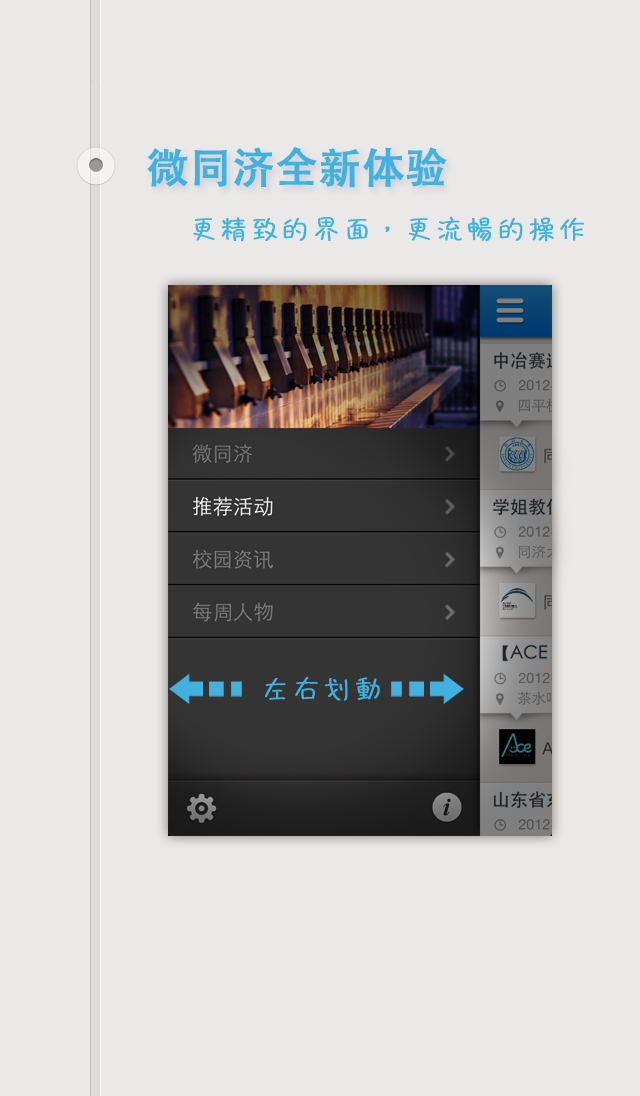 微同济全新体验
更精致的界面，更流暢的操作
微同济
推荐活动
校园资讯
每周人物
左右划動
中冶赛
2012
四平
同
学姐教
2012
同济
同
【ACE
2012
茶水
Ace
A
山东省
2012